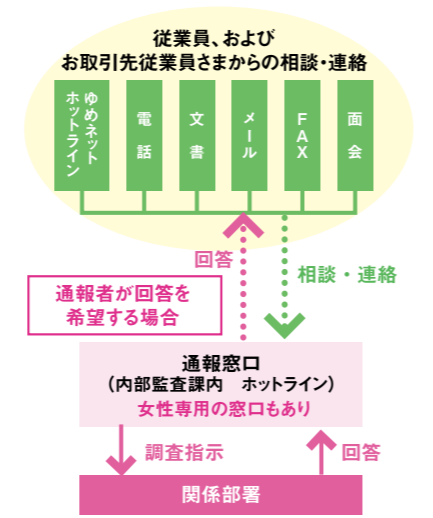 従業員、および
お取引先従業員さまからの相談・連絡
ゆめネット
ホットライン
電話
文書
メール
FAX
面会
回答
相談・連絡
通報者が回答を
希望する場合
通報窓口
（内部監査課内　ホットライン）
女性専用の窓口もあり
調査指示
回答
関係部署